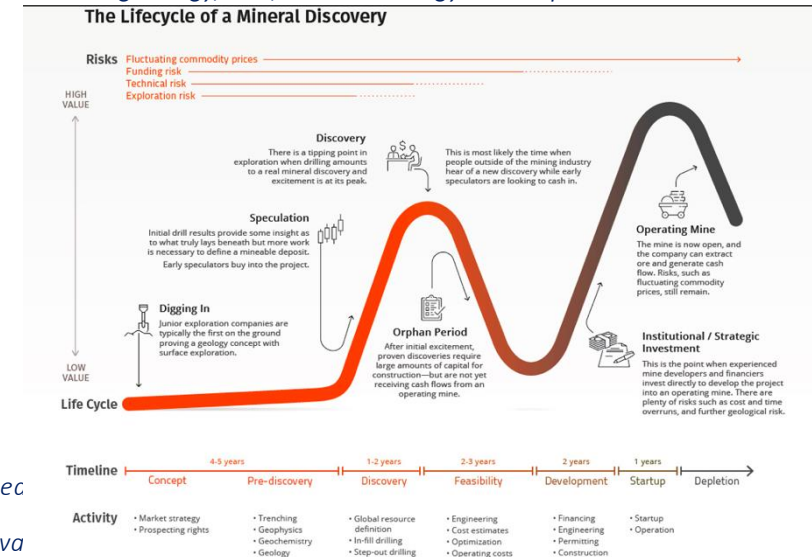 The Lifecycle of a Mineral Discovery
Risks
Fluctuating commodity prices
Funding risk
Technical risk
Exploration risk
HIGH
VALUE
LOW
VALUE
Discovery
There is a tipping point in
exploration when drilling amounts
to a real mineral discovery and
excitement is at its peak.
This is most likely the time when
people outside of the mining industry
hear of a new discovery while early
speculators are looking to cash in.
Speculation
Initial drill results provide some insight as
to what truly lays beneath but more work
is necessary to define a mineable deposit.
Early speculators buy into the project.
Digging In
Junior exploration companies are
typically the first on the ground
proving a geology concept with
surface exploration.
Orphan Period
After initial excitement,
proven discoveries require
large amounts of capital for
construction—but are not yet
receiving cash flows from an
operating mine.
Operating Mine
The mine is now open, and
the company can extract
ore and generate cash
flow. Risks, such as
fluctuating commodity
prices, still remain.
Institutional / Strategic
Investment
This is the point when experienced
mine developers and financiers
invest directly to develop the project
into an operating mine. There are
plenty of risks such as cost and time
overruns, and further geological risk.
Life Cycle
Timeline
4-5 years
1-2 years
2-3 years
2 years
1 years
Concept
Pre-discovery
Discovery
Feasibility
Development
Startup
Depletion
Activity
• Market strategy
• Prospecting rights
• Trenching
• Geophysics
• Geochemistry
• Geology
• Global resource
definition
• In-fill drilling
• Step-out drilling
• Engineering
• Cost estimates
• Optimization
• Operating costs
• Financing
• Engineering
• Permitting
• Construction
• Startup
• Operation